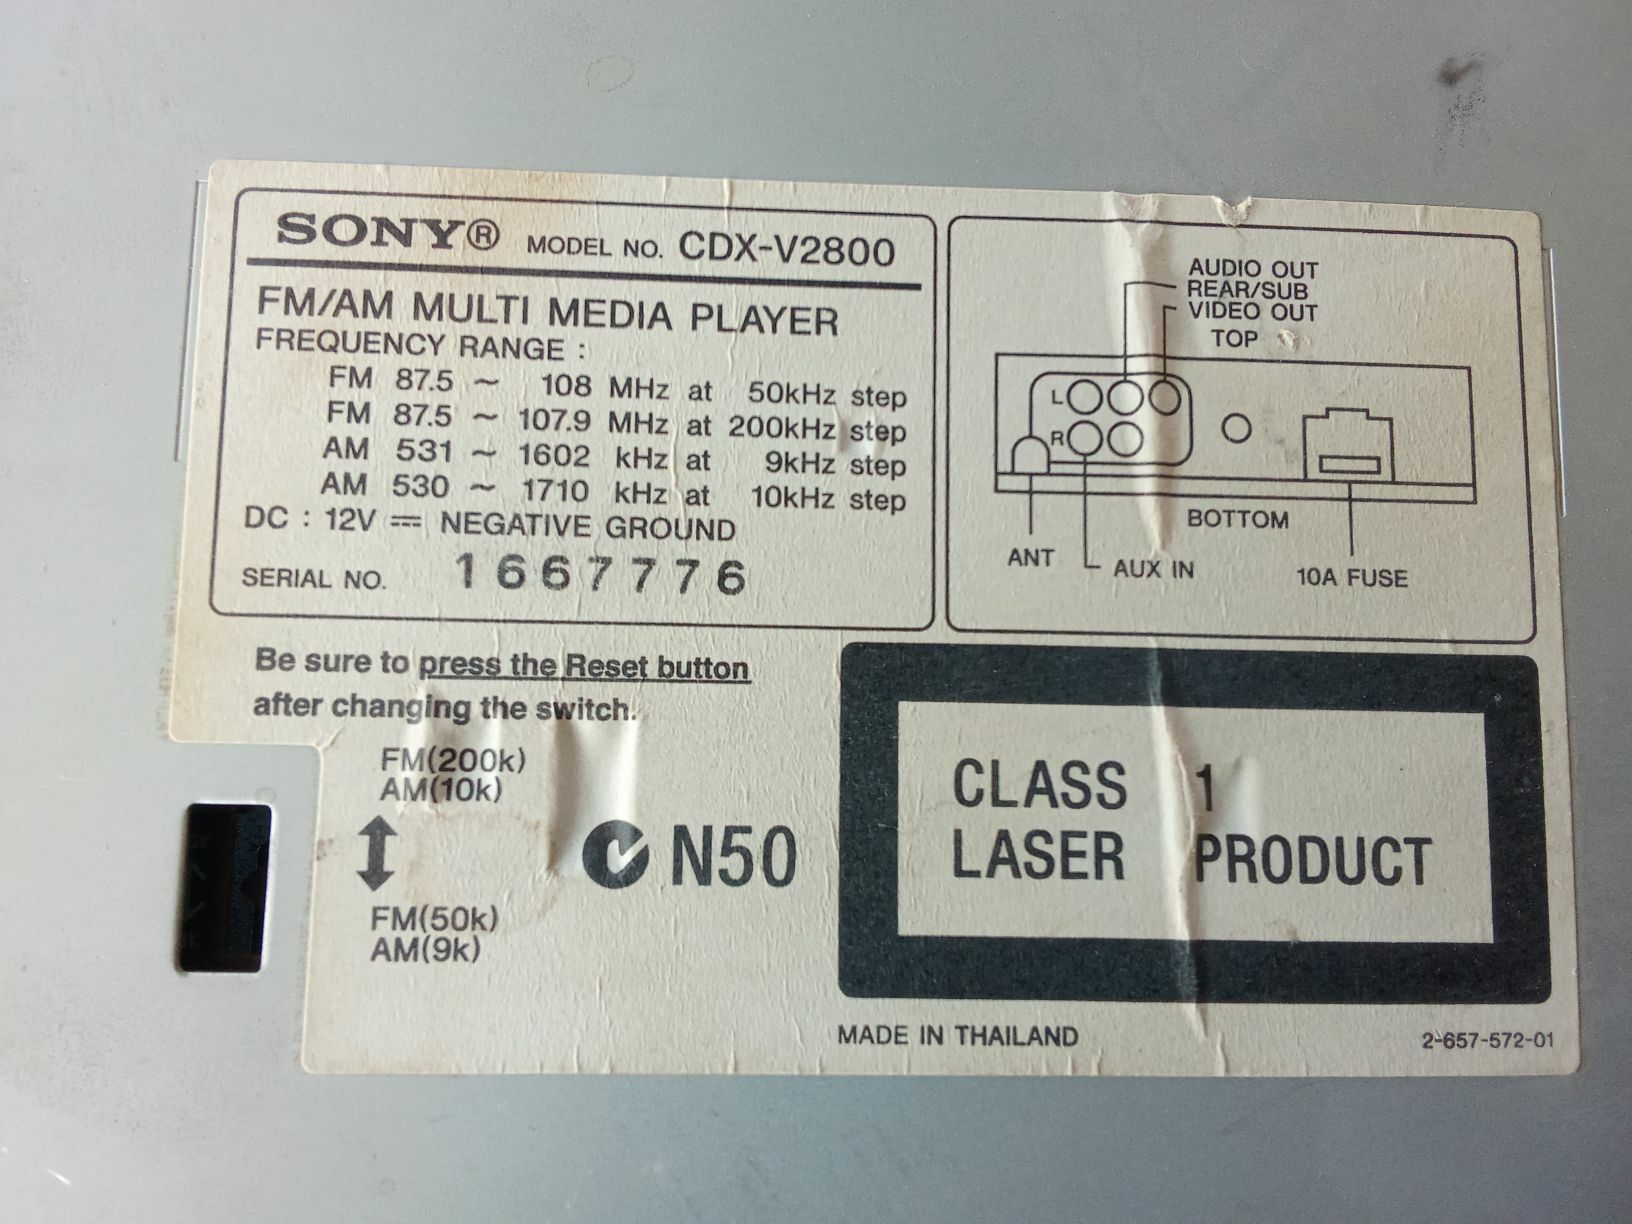 SONY® MODEL NO. CDX-V2800
FM/AM MULTI MEDIA PLAYER
FREQUENCY RANGE :
FM 87.5 ~ 108 MHz at 50kHz step
FM 87.5 ~ 107.9 MHz at 200kHz step
AM 531 ~ 1602 kHz at 9kHz step
AM 530 ~ 1710 kHz at 10kHz step
DC : 12V ⎓ NEGATIVE GROUND
SERIAL NO. 1667776
AUDIO OUT
REAR/SUB
VIDEO OUT
TOP
L
R
BOTTOM
ANT
AUX IN
10A FUSE
Be sure to press the Reset button
after changing the switch.
FM(200k)
AM(10k)
FM(50k)
AM(9k)
N50
CLASS 1
LASER PRODUCT
MADE IN THAILAND
2-657-572-01